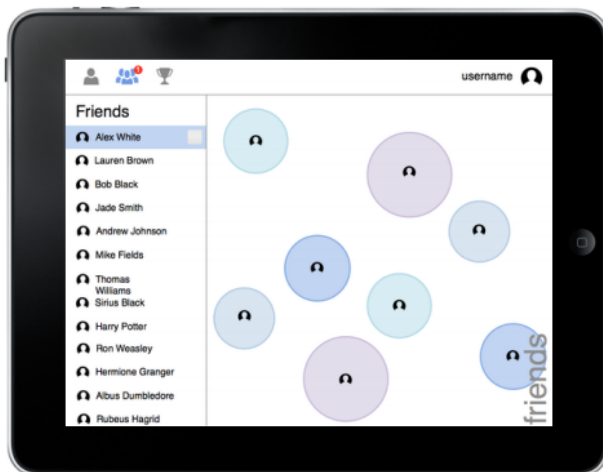 1
username
Friends
Alex White
Lauren Brown
Bob Black
Jade Smith
Andrew Johnson
Mike Fields
Thomas
Williams
Sirius Black
Harry Potter
Ron Weasley
Hermione Granger
Albus Dumbledore
Rubeus Hagrid
friends